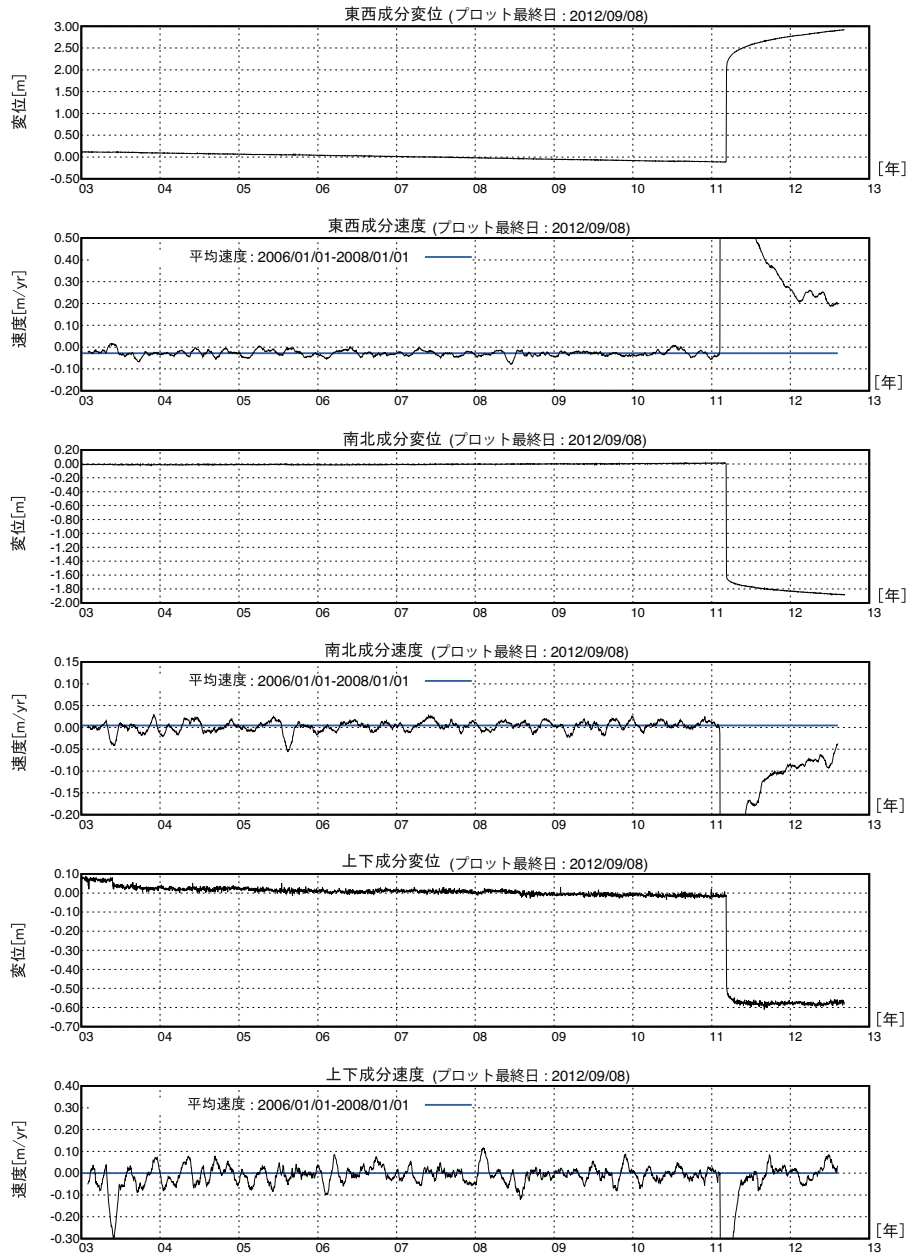 東西成分変位 (プロット最終日 : 2012/09/08)
3.00
2.50
2.00
1.50
1.00
0.50
0.00
-0.50
変位[m]
03 04 05 06 07 08 09 10 11 12 13
[年]
東西成分速度 (プロット最終日 : 2012/09/08)
平均速度 : 2006/01/01-2008/01/01
0.50
0.40
0.30
0.20
0.10
0.00
-0.10
-0.20
速度[m/yr]
03 04 05 06 07 08 09 10 11 12 13
[年]
南北成分変位 (プロット最終日 : 2012/09/08)
0.20
0.00
-0.20
-0.40
-0.60
-0.80
-1.00
-1.20
-1.40
-1.60
-1.80
-2.00
変位[m]
03 04 05 06 07 08 09 10 11 12 13
[年]
南北成分速度 (プロット最終日 : 2012/09/08)
平均速度 : 2006/01/01-2008/01/01
0.15
0.10
0.05
0.00
-0.05
-0.10
-0.15
-0.20
速度[m/yr]
03 04 05 06 07 08 09 10 11 12 13
[年]
上下成分変位 (プロット最終日 : 2012/09/08)
0.10
0.00
-0.10
-0.20
-0.30
-0.40
-0.50
-0.60
-0.70
変位[m]
03 04 05 06 07 08 09 10 11 12 13
[年]
上下成分速度 (プロット最終日 : 2012/09/08)
平均速度 : 2006/01/01-2008/01/01
0.40
0.30
0.20
0.10
0.00
-0.10
-0.20
-0.30
速度[m/yr]
03 04 05 06 07 08 09 10 11 12 13
[年]